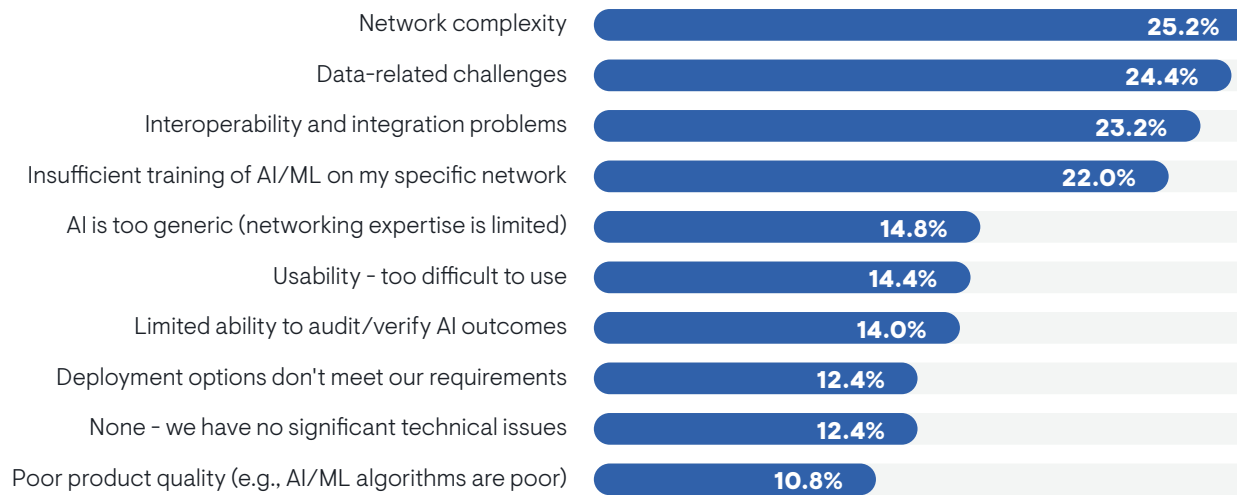 Network complexity 25.2%
Data-related challenges 24.4%
Interoperability and integration problems 23.2%
Insufficient training of AI/ML on my specific network 22.0%
AI is too generic (networking expertise is limited) 14.8%
Usability - too difficult to use 14.4%
Limited ability to audit/verify AI outcomes 14.0%
Deployment options don't meet our requirements 12.4%
None - we have no significant technical issues 12.4%
Poor product quality (e.g., AI/ML algorithms are poor) 10.8%